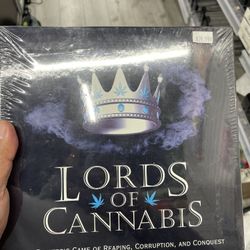 LORDS
OF
CANNABIS
GAME OF REAPING, CORRUPTION, AND CONQUEST